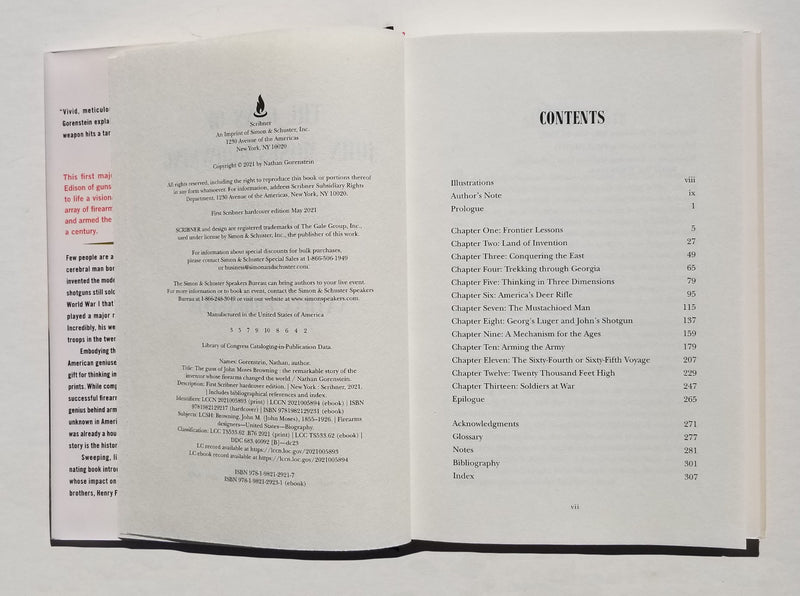 "Vivid, meticulo
Gorenstein expla
weapon hits a tar
This first maj
Edison of guns
to life a vision
array of firearm
and armed the
a century.
Few people are a
cerebral man bor
invented the mode
shotguns still solo
World War I that
played a major r
Incredibly, his we
troops in the twer
Embodying th
American geniuse
gift for thinking in
prints. While comp
successful firearm
genius behind arm
unknown in Ameri
was already a hou
story is the histor
Sweeping, li
nating book introd
whose impact on
brothers, Henry F
Scribner
An Imprint of Simon & Schuster, Inc.
1230 Avenue of the Americas
New York, NY 10020
Copyright © 2021 by Nathan Gorenstein
All rights reserved, including the right to reproduce this book or portions thereof
in any form whatsoever. For information, address Scribner Subsidiary Rights
Department, 1230 Avenue of the Americas, New York, NY 10020.
First Scribner hardcover edition May 2021
SCRIBNER and design are registered trademarks of The Gale Group, Inc.,
used under license by Simon & Schuster, Inc., the publisher of this work.
For information about special discounts for bulk purchases,
please contact Simon & Schuster Special Sales at 1-866-506-1949
or business@simonandschuster.com.
The Simon & Schuster Speakers Bureau can bring authors to your live event.
For more information or to book an event, contact the Simon & Schuster Speakers
Bureau at 1-866-248-3049 or visit our website at www.simonspeakers.com.
Manufactured in the United States of America
3 5 7 9 10 8 6 4 2
Library of Congress Cataloging-in-Publication Data.
Names: Gorenstein, Nathan, author.
Title: The guns of John Moses Browning : the remarkable story of the
inventor whose firearms changed the world / Nathan Gorenstein.
Description: First Scribner hardcover edition. | New York : Scribner, 2021.
| Includes bibliographical references and index.
Identifiers: LCCN 2021005893 (print) | LCCN 2021005894 (ebook) | ISBN
9781982129217 (hardcover) | ISBN 9781982129231 (ebook)
Subjects: LCSH: Browning, John M. (John Moses), 1855–1926. | Firearms
designers—United States—Biography.
Classification: LCC TS533.62 .B76 2021 (print) | LCC TS533.62 (ebook) |
DDC 683.40092 [B]—dc23
LC record available at https://lccn.loc.gov/2021005893
LC ebook record available at https://lccn.loc.gov/2021005894
ISBN 978-1-9821-2921-7
ISBN 978-1-9821-2923-1 (ebook)
CONTENTS
Illustrations viii
Author's Note ix
Prologue 1
Chapter One: Frontier Lessons 5
Chapter Two: Land of Invention 27
Chapter Three: Conquering the East 49
Chapter Four: Trekking through Georgia 65
Chapter Five: Thinking in Three Dimensions 79
Chapter Six: America's Deer Rifle 95
Chapter Seven: The Mustachioed Man 115
Chapter Eight: Georg's Luger and John's Shotgun 137
Chapter Nine: A Mechanism for the Ages 159
Chapter Ten: Arming the Army 179
Chapter Eleven: The Sixty-Fourth or Sixty-Fifth Voyage 207
Chapter Twelve: Twenty Thousand Feet High 229
Chapter Thirteen: Soldiers at War 247
Epilogue 265
Acknowledgments 271
Glossary 277
Notes 281
Bibliography 301
Index 307
vii